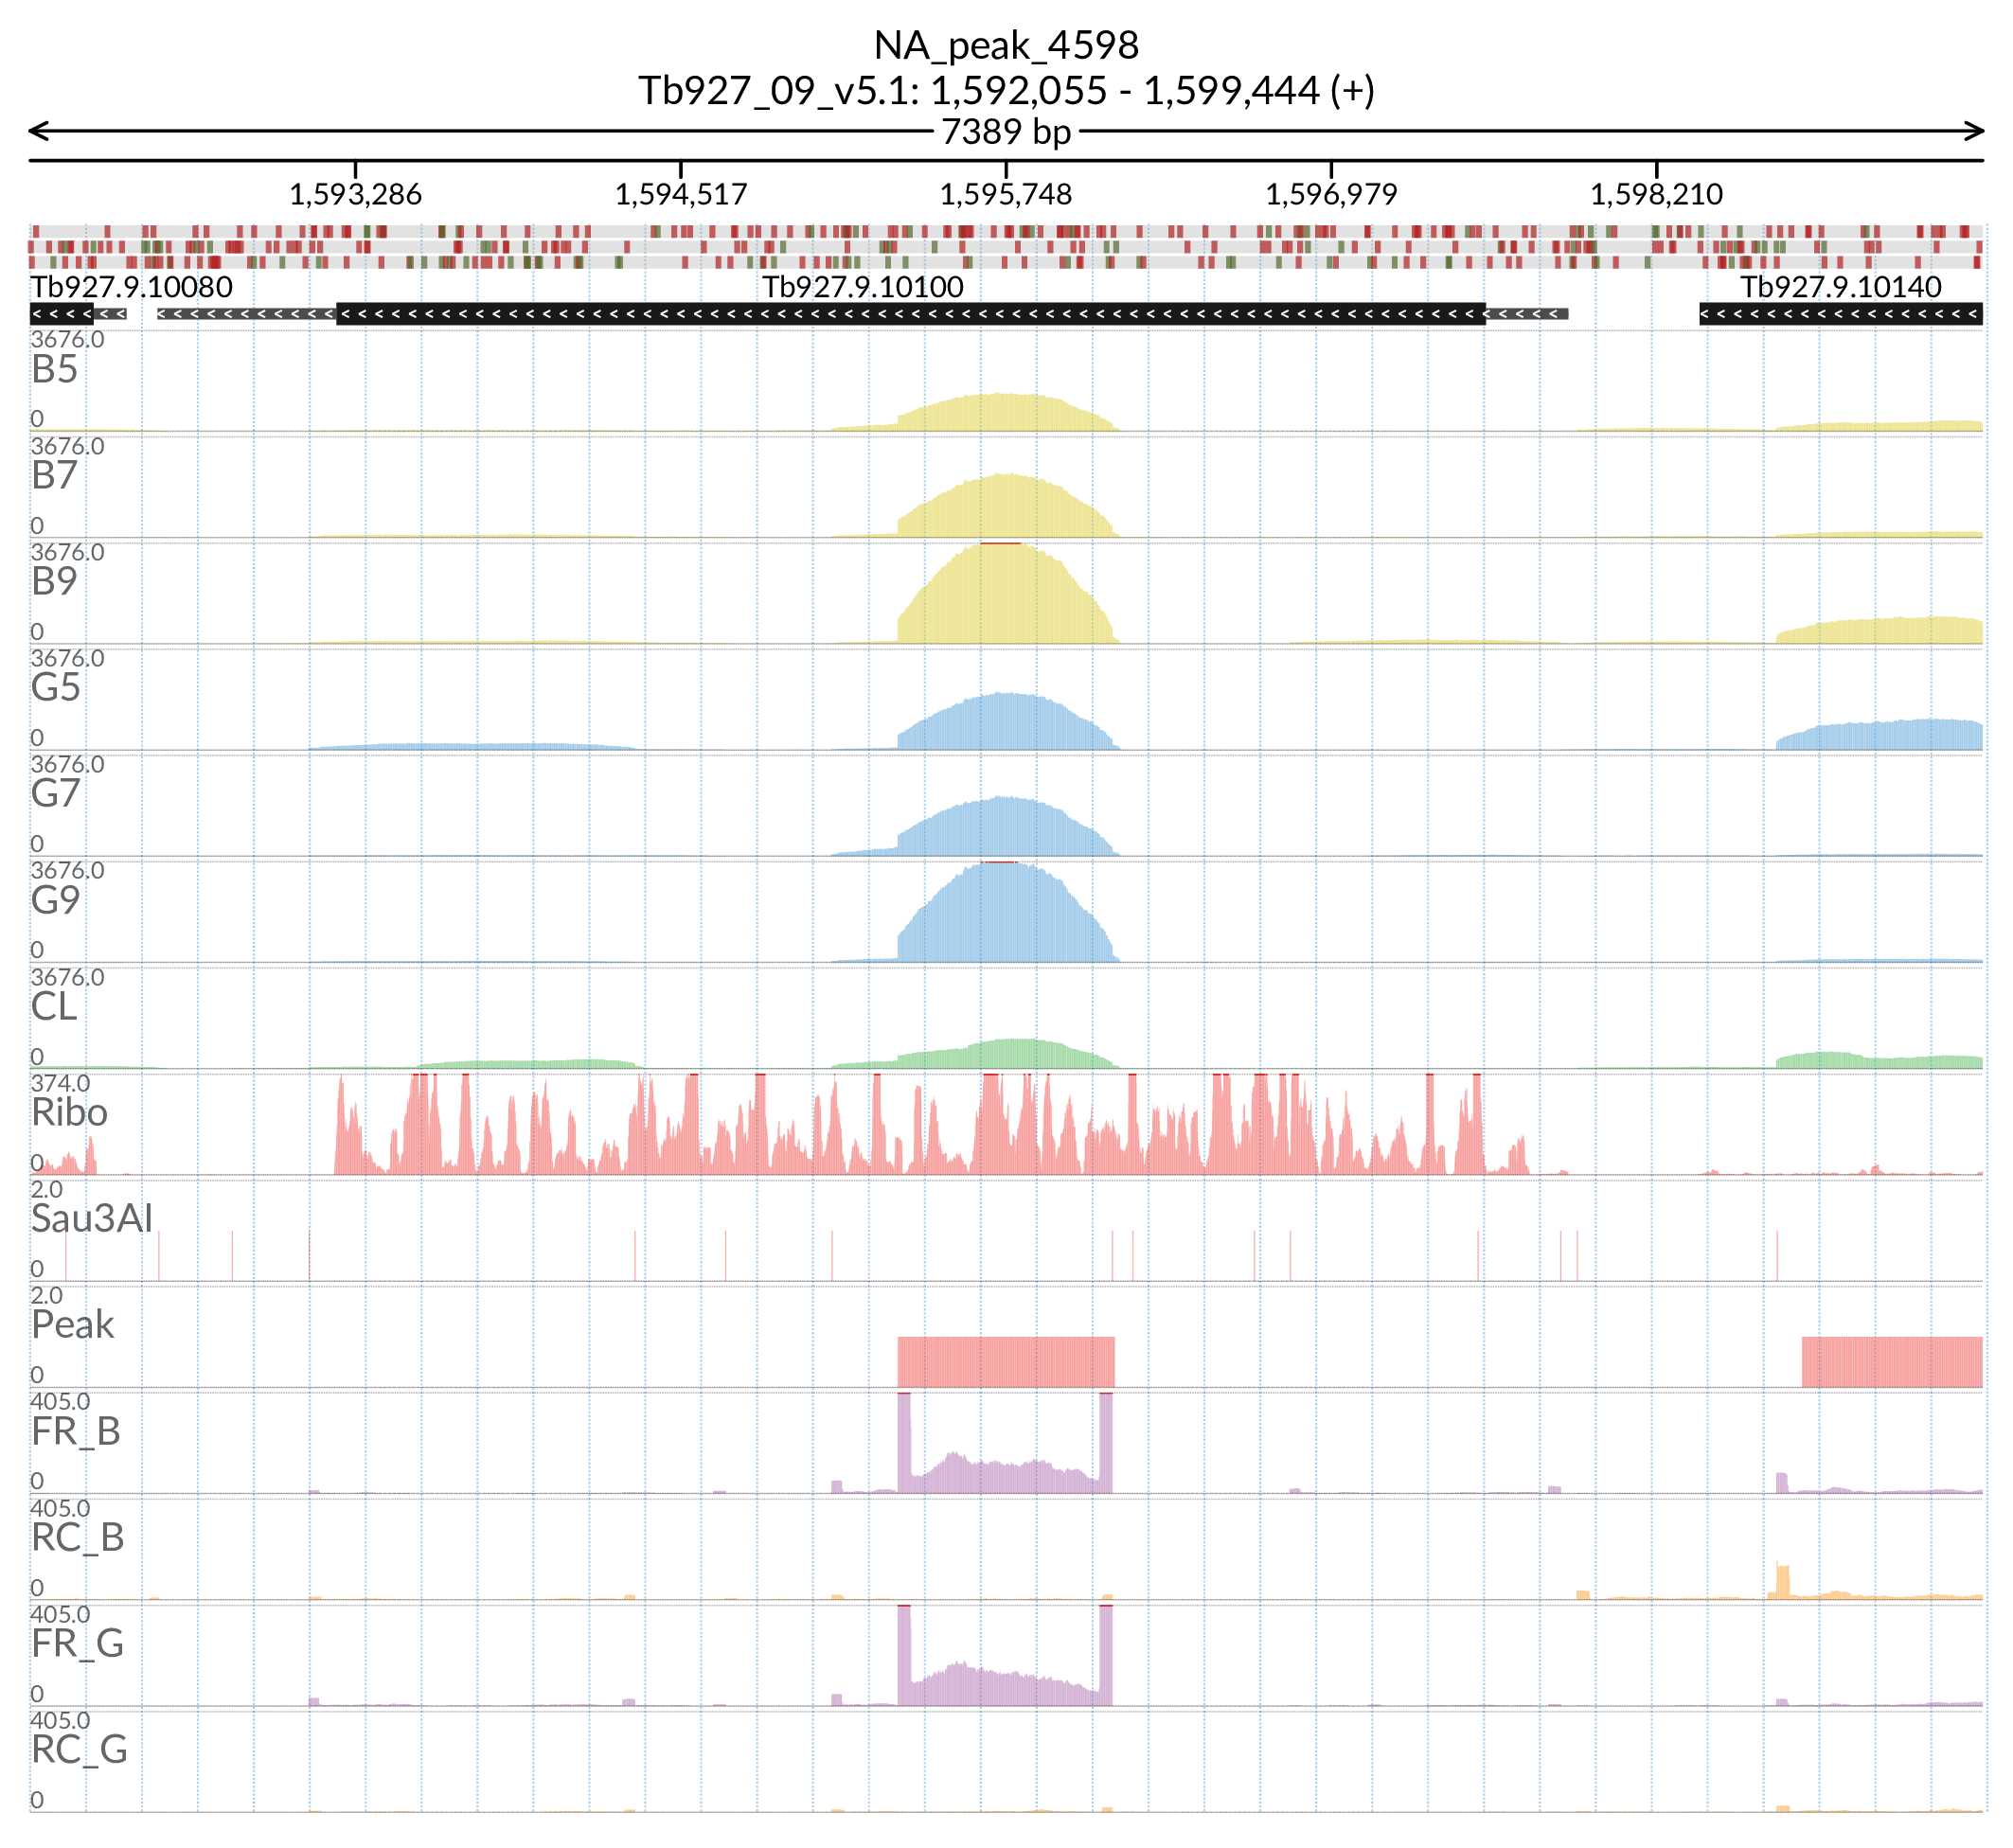 NA_peak_4598
Tb927_09_v5.1: 1,592,055 - 1,599,444 (+)
7389 bp
1,593,286 1,594,517 1,595,748 1,596,979 1,598,210
Tb927.9.10080 Tb927.9.10100 Tb927.9.10140
3676.0
B5
0
3676.0
B7
0
3676.0
B9
0
3676.0
G5
0
3676.0
G7
0
3676.0
G9
0
3676.0
CL
0
374.0
Ribo
0
2.0
Sau3AI
0
2.0
Peak
0
405.0
FR_B
0
405.0
RC_B
0
405.0
FR_G
0
405.0
RC_G
0